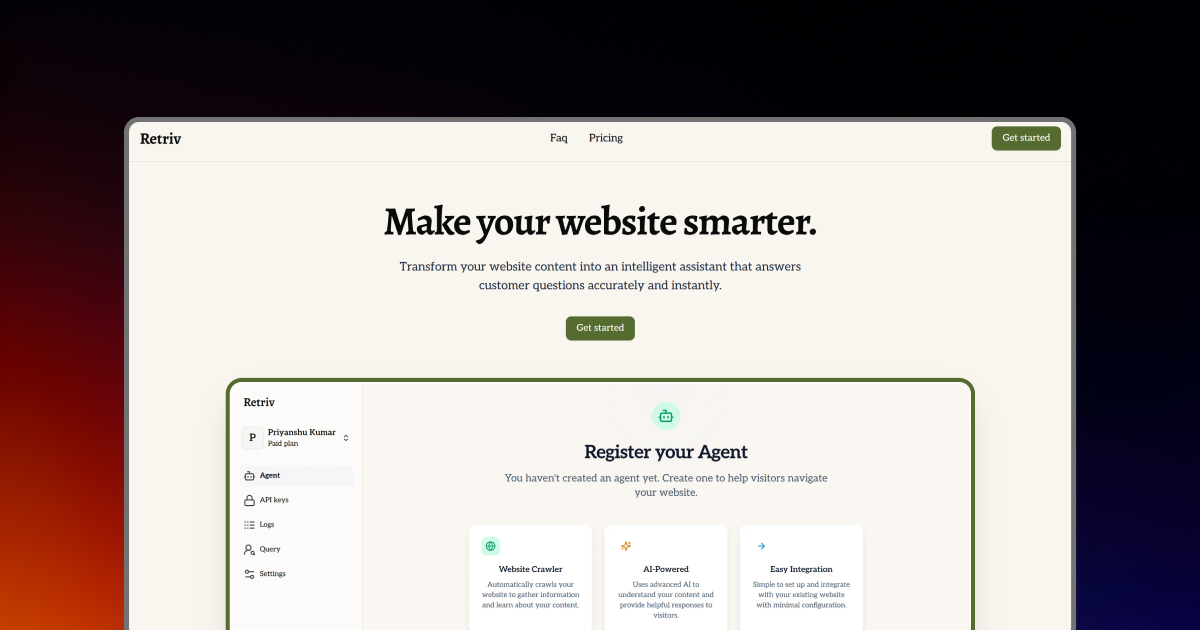 Retriv
Faq
Pricing
Get started
Make your website smarter.
Transform your website content into an intelligent assistant that answers
customer questions accurately and instantly.
Get started
Retriv
P
Priyanshu Kumar
Paid plan
Agent
API keys
Logs
Query
Settings
Register your Agent
You haven't created an agent yet. Create one to help visitors navigate
your website.
Website Crawler
Automatically crawls your
website to gather information
and learn about your content.
AI-Powered
Uses advanced AI to
understand your content and
provide helpful responses to
visitors.
Easy Integration
Simple to set up and integrate
with your existing website
with minimal configuration.